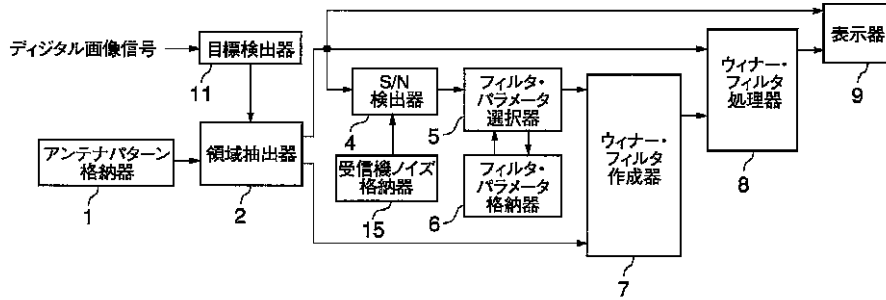 ディジタル画像信号
目標検出器
11
アンテナパターン
格納器
1
領域抽出器
2
S/N
検出器
4
受信機ノイズ
格納器
15
フィルタ・
パラメータ
選択器
5
フィルタ・
パラメータ
格納器
6
ウィナー・
フィルタ
作成器
7
ウィナー・
フィルタ
処理器
8
表示器
9